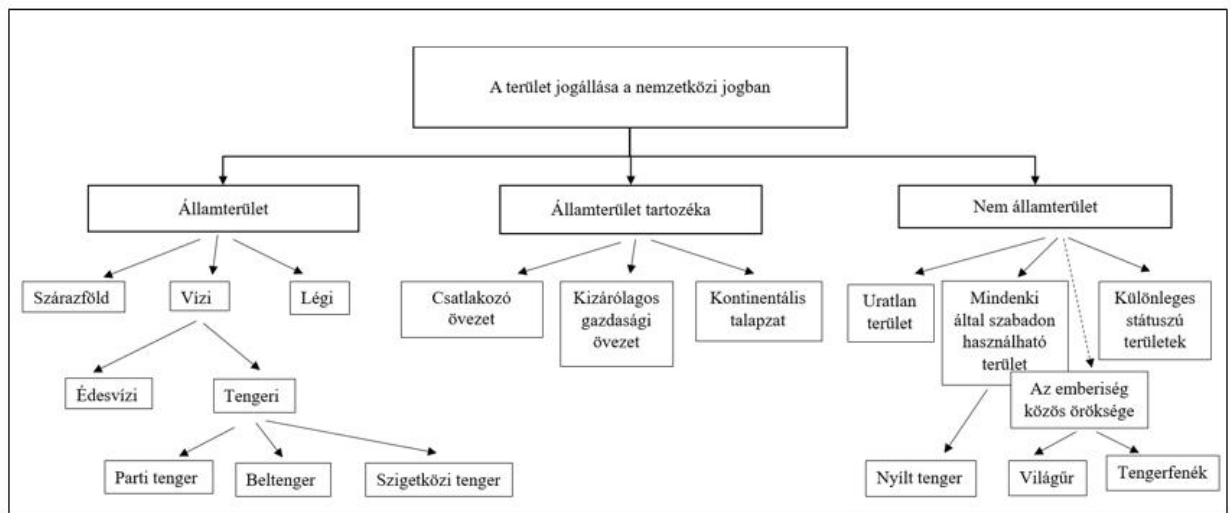 A terület jogállása a nemzetközi jogban
Államterület
Államterület tartozéka
Nem államterület
Szárazföld
Vízi
Légi
Csatlakozó
övezet
Kizárólagos
gazdasági
övezet
Kontinentális
talapzat
Uratlan
terület
Mindenki
által szabadon
használható
terület
Különleges
státuszú
területek
Édesvízi
Tengeri
Az emberiség
közös öröksége
Parti tenger
Beltenger
Szigetközi tenger
Nyílt tenger
Világűr
Tengerfenék